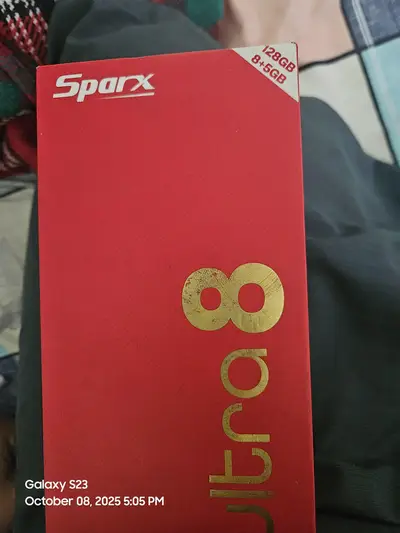 Sparx
128GB
8+5GB
ultra 8
Galaxy S23
October 08, 2025 5:05 PM